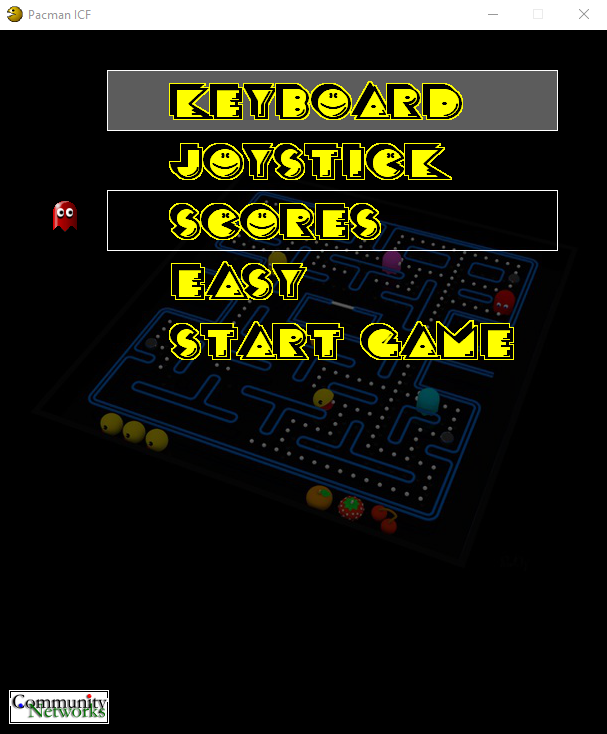 Pacman ICF
KEYBOARD
JOYSTICK
SCORES
EASY
START GAME
Community
Networks